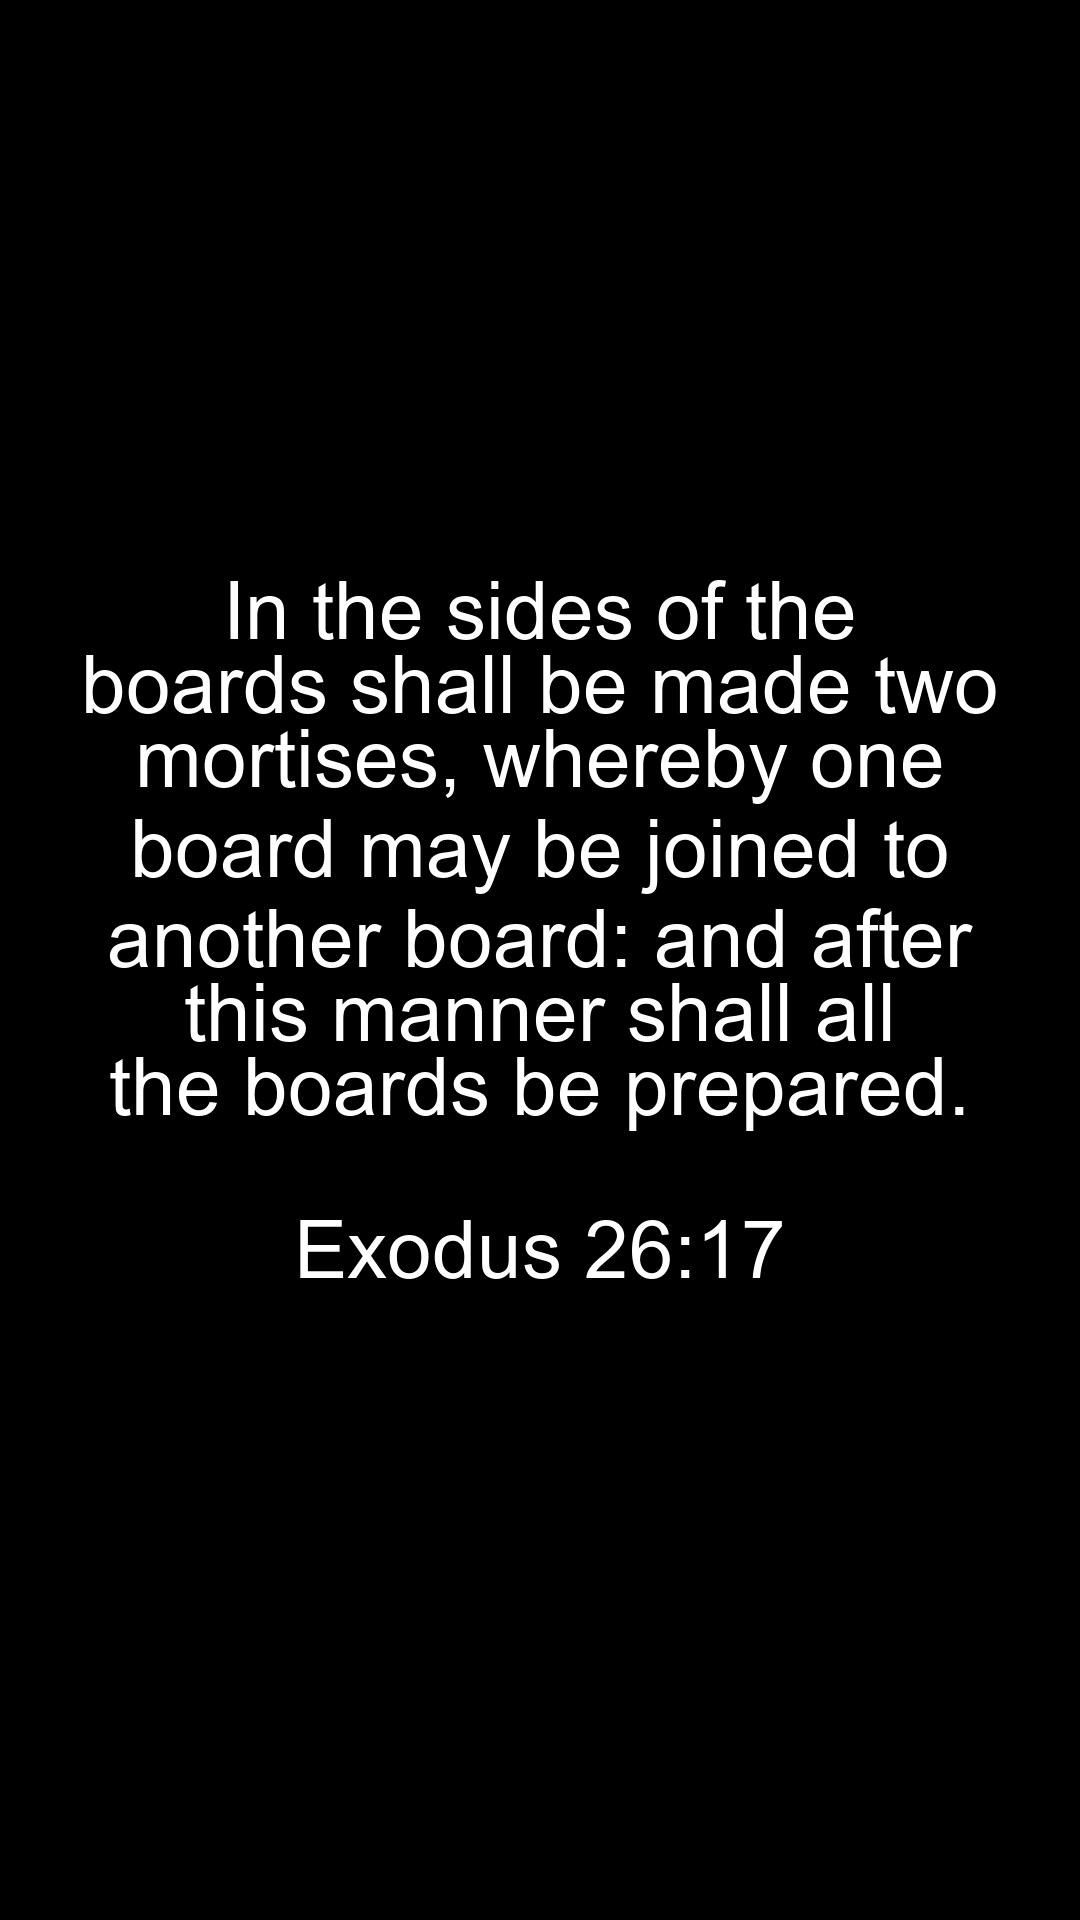 In the sides of the
boards shall be made two
mortises, whereby one
board may be joined to
another board: and after
this manner shall all
the boards be prepared.
Exodus 26:17